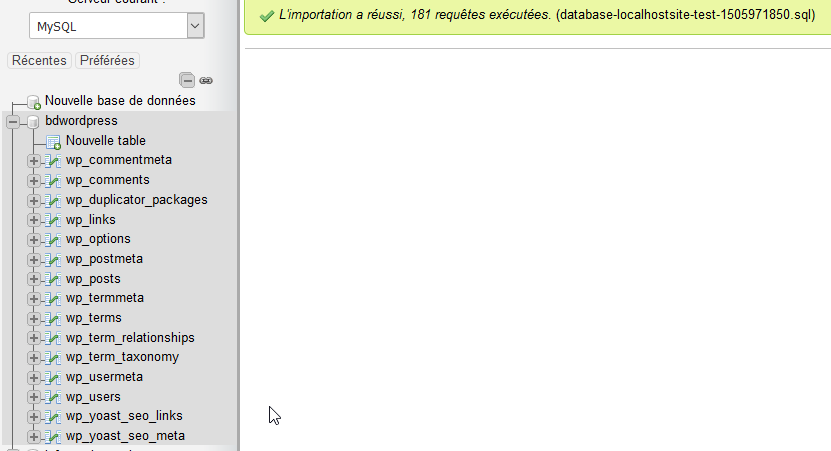 Serveur courant :
MySQL
Récentes Préférées
Nouvelle base de données
bdwordpress
Nouvelle table
wp_commentmeta
wp_comments
wp_duplicator_packages
wp_links
wp_options
wp_postmeta
wp_posts
wp_termmeta
wp_terms
wp_term_relationships
wp_term_taxonomy
wp_usermeta
wp_users
wp_yoast_seo_links
wp_yoast_seo_meta
L'importation a réussi, 181 requêtes exécutées. (database-localhostsite-test-1505971850.sql)